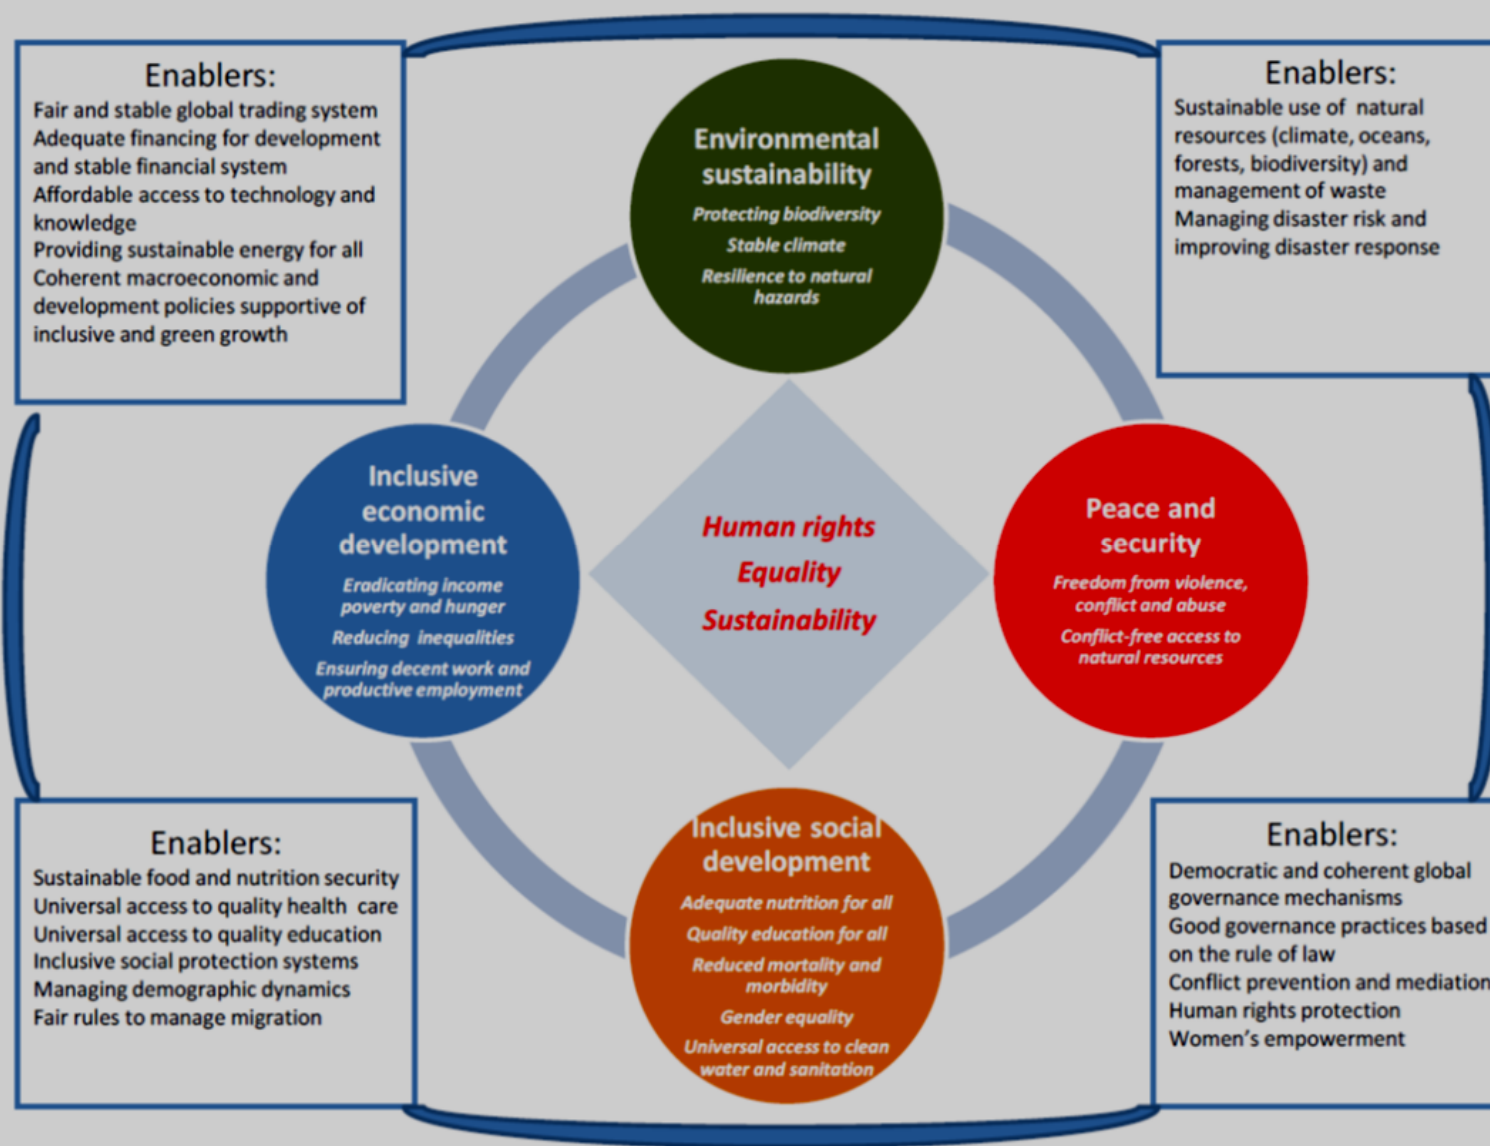 Enablers:
Fair and stable global trading system
Adequate financing for development
and stable financial system
Affordable access to technology and
knowledge
Providing sustainable energy for all
Coherent macroeconomic and
development policies supportive of
inclusive and green growth
Environmental
sustainability
Protecting biodiversity
Stable climate
Resilience to natural
hazards
Enablers:
Sustainable use of natural
resources (climate, oceans,
forests, biodiversity) and
management of waste
Managing disaster risk and
improving disaster response
Inclusive
economic
development
Eradicating income
poverty and hunger
Reducing inequalities
Ensuring decent work and
productive employment
Human rights
Equality
Sustainability
Peace and
security
Freedom from violence,
conflict and abuse
Conflict-free access to
natural resources
Enablers:
Sustainable food and nutrition security
Universal access to quality health care
Universal access to quality education
Inclusive social protection systems
Managing demographic dynamics
Fair rules to manage migration
Inclusive social
development
Adequate nutrition for all
Quality education for all
Reduced mortality and
morbidity
Gender equality
Universal access to clean
water and sanitation
Enablers:
Democratic and coherent global
governance mechanisms
Good governance practices based
on the rule of law
Conflict prevention and mediation
Human rights protection
Women’s empowerment